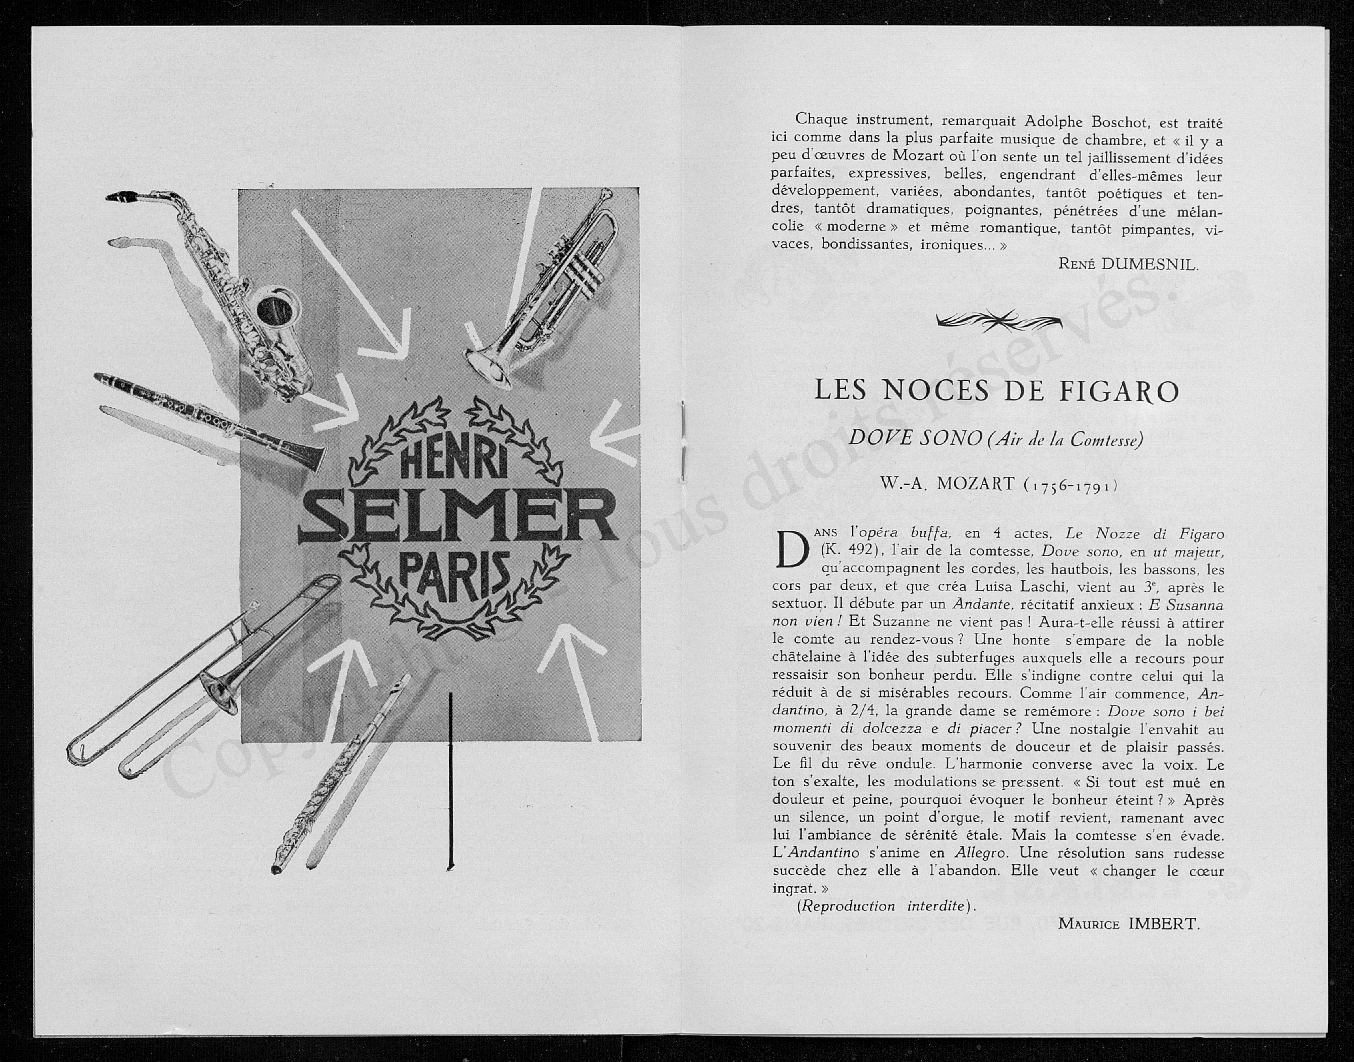 HENRI
SELMER
PARIS
Chaque instrument, remarquait Adolphe Boschot, est traité
ici comme dans la plus parfaite musique de chambre, et « il y a
peu d'œuvres de Mozart où l'on sente un tel jaillissement d'idées
parfaites, expressives, belles, engendrant d'elles-mêmes leur
développement, variées, abondantes, tantôt poétiques et ten-
dres, tantôt dramatiques, poignantes, pénétrées d'une mélan-
colie « moderne » et même romantique, tantôt pimpantes, vi-
vaces, bondissantes, ironiques... »
RENÉ DUMESNIL.
LES NOCES DE FIGARO
DOVE SONO (Air de la Comtesse)
W.-A. MOZART (1756-1791)
DANS l'opéra buffa, en 4 actes, Le Nozze di Figaro
(K. 492), l'air de la comtesse, Dove sono, en ut majeur,
qu'accompagnent les cordes, les hautbois, les bassons, les
cors par deux, et que créa Luisa Laschi, vient au 3e, après le
sextuor. Il débute par un Andante, récitatif anxieux : E Susanna
non vien ! Et Suzanne ne vient pas ! Aura-t-elle réussi à attirer
le comte au rendez-vous ? Une honte s'empare de la noble
châtelaine à l'idée des subterfuges auxquels elle a recours pour
ressaisir son bonheur perdu. Elle s'indigne contre celui qui la
réduit à de si misérables recours. Comme l'air commence, An-
dantino, à 2/4, la grande dame se remémore : Dove sono i bei
momenti di dolcezza e di piacer ? Une nostalgie l'envahit au
souvenir des beaux moments de douceur et de plaisir passés.
Le fil du rêve ondule. L'harmonie converse avec la voix. Le
ton s'exalte, les modulations se pressent. « Si tout est mué en
douleur et peine, pourquoi évoquer le bonheur éteint ? » Après
un silence, un point d'orgue, le motif revient, ramenant avec
lui l'ambiance de sérénité étale. Mais la comtesse s'en évade.
L'Andantino s'anime en Allegro. Une résolution sans rudesse
succède chez elle à l'abandon. Elle veut « changer le cœur
ingrat. »
(Reproduction interdite).
MAURICE IMBERT.
Tous droits réservés.